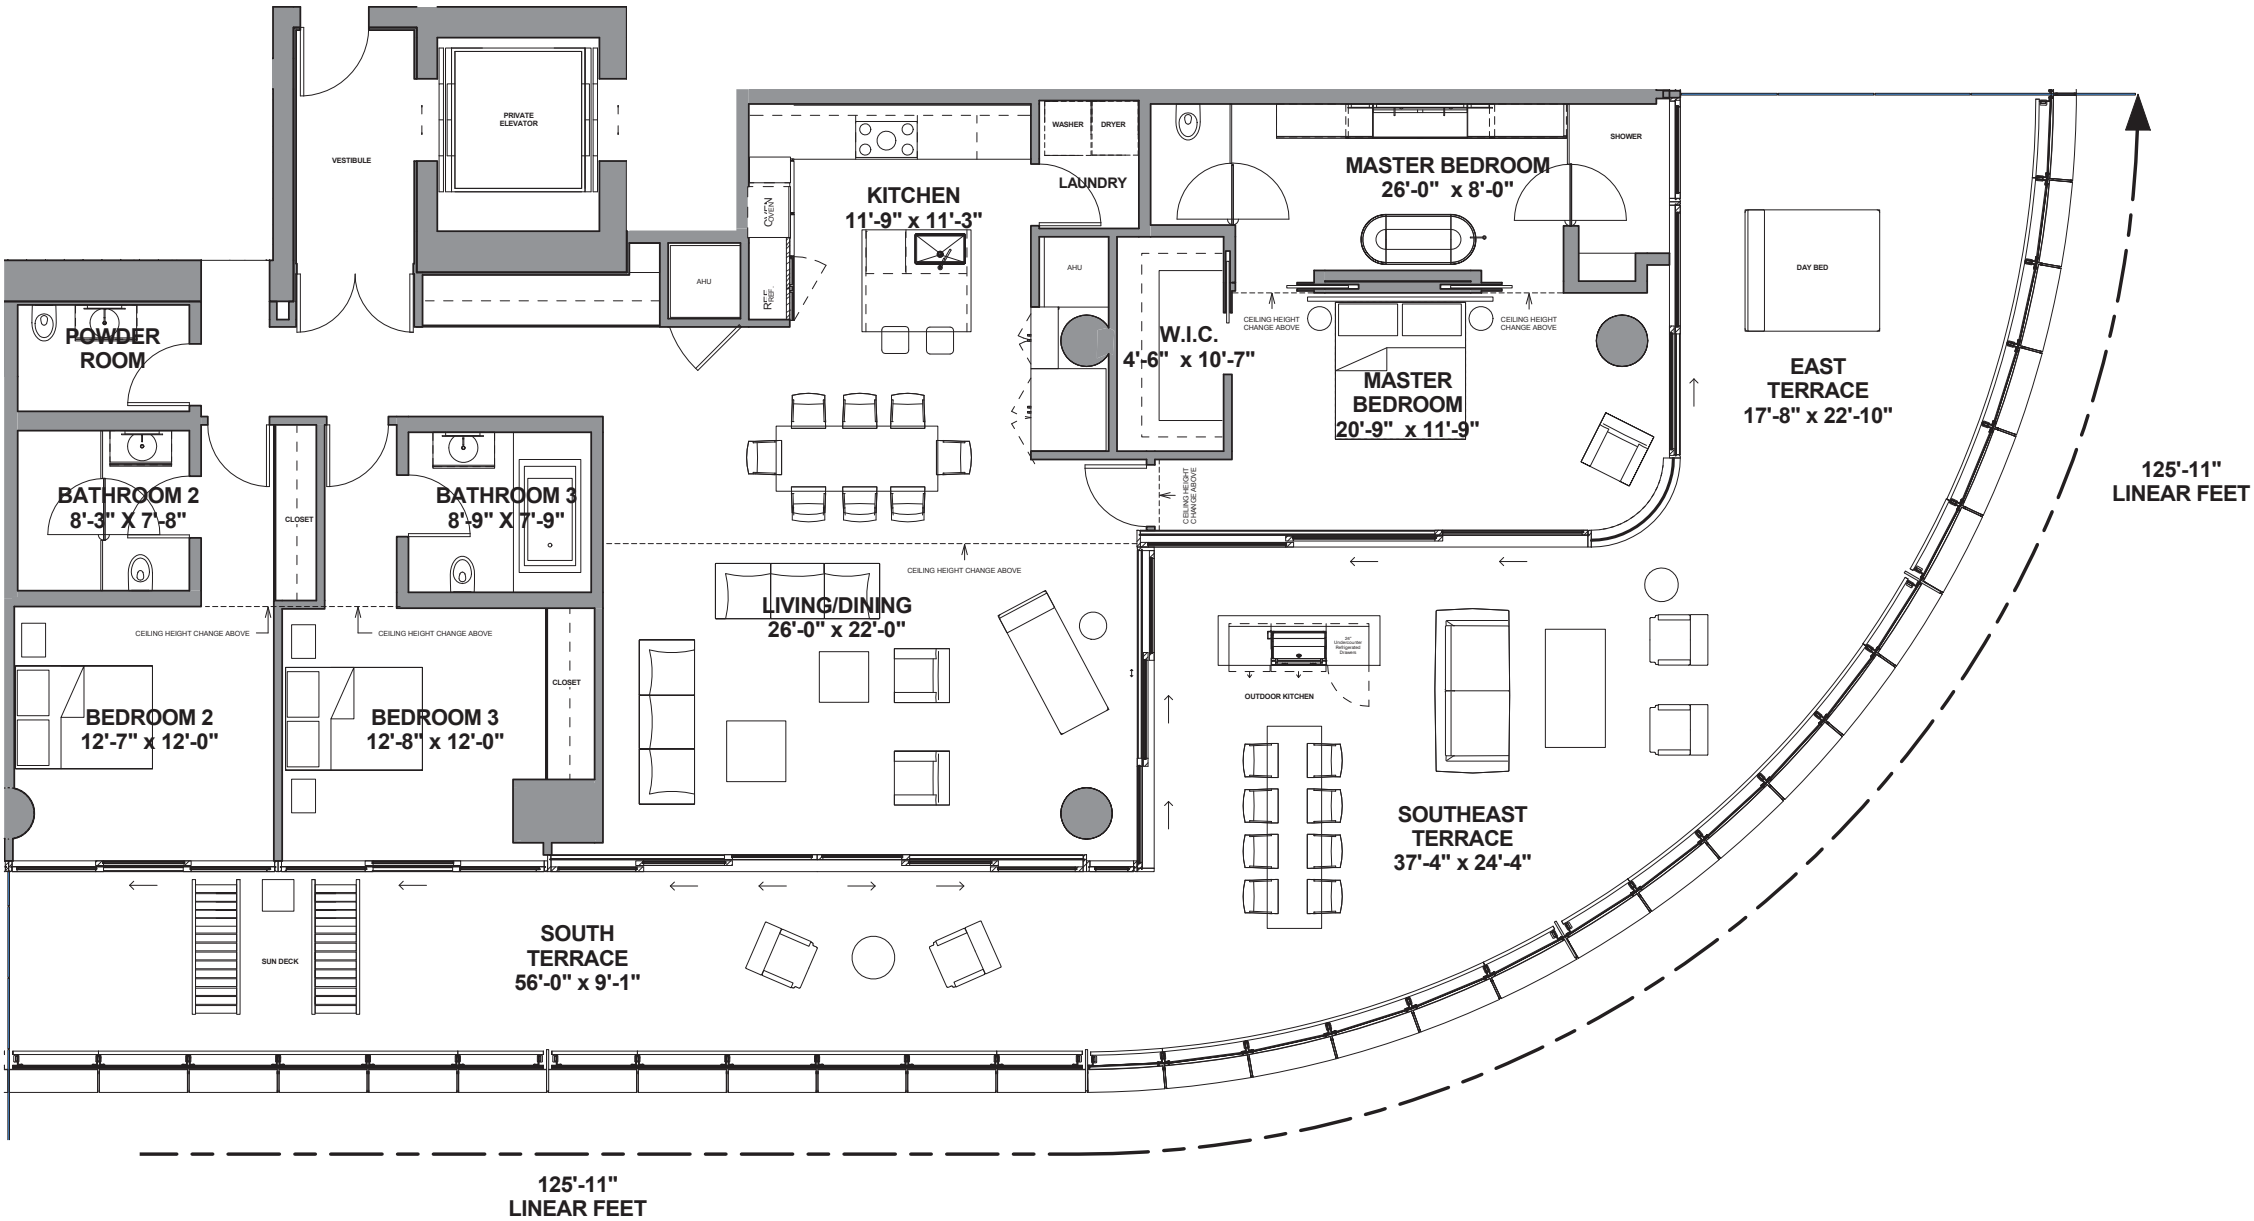 PRIVATE
ELEVATOR
VESTIBULE
WASHER
DRYER
SHOWER
MASTER BEDROOM
26'-0" x 8'-0"
LAUNDRY
KITCHEN
11'-9" x 11'-3"
OVEN
OVEN
REF.
REF.
AHU
AHU
DAY BED
CEILING HEIGHT
CHANGE ABOVE
CEILING HEIGHT
CHANGE ABOVE
POWDER
ROOM
W.I.C.
4'-6" x 10'-7"
MASTER
BEDROOM
20'-9" x 11'-9"
EAST
TERRACE
17'-8" x 22'-10"
125'-11"
LINEAR FEET
BATHROOM 2
8'-3" X 7'-8"
CLOSET
BATHROOM 3
8'-9" X 7'-9"
CEILING HEIGHT
CHANGE ABOVE
CEILING HEIGHT CHANGE ABOVE
LIVING/DINING
26'-0" x 22'-0"
CEILING HEIGHT CHANGE ABOVE
CEILING HEIGHT CHANGE ABOVE
24"
Undercounter
Refrigerated
Drawers
OUTDOOR KITCHEN
CLOSET
BEDROOM 2
12'-7" x 12'-0"
BEDROOM 3
12'-8" x 12'-0"
SOUTHEAST
TERRACE
37'-4" x 24'-4"
SOUTH
TERRACE
56'-0" x 9'-1"
SUN DECK
125'-11"
LINEAR FEET